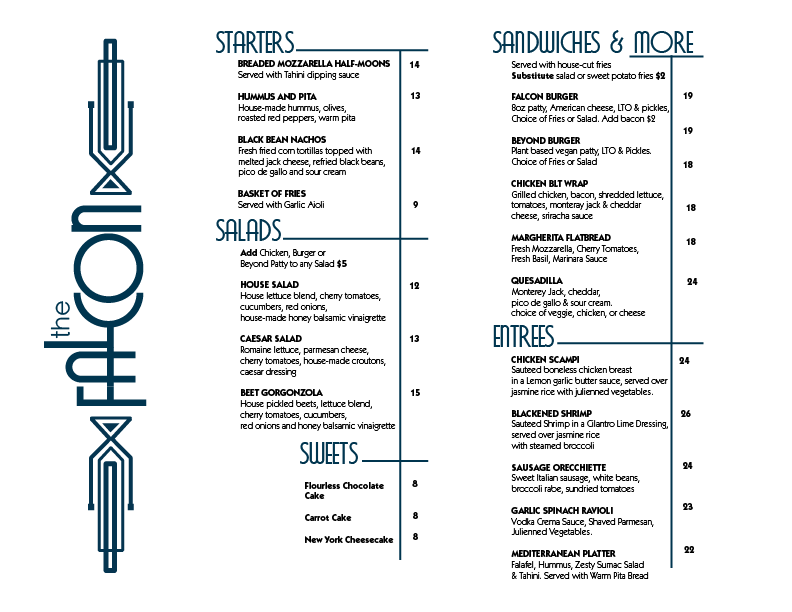 the
FALCON
STARTERS
BREADED MOZZARELLA HALF-MOONS 14
Served with Tahini dipping sauce
HUMMUS AND PITA 13
House-made hummus, olives,
roasted red peppers, warm pita
BLACK BEAN NACHOS
Fresh fried corn tortillas topped with 14
melted jack cheese, refried black beans,
pico de gallo and sour cream
BASKET OF FRIES
Served with Garlic Aioli 9
SALADS
Add Chicken, Burger or
Beyond Patty to any Salad $5
HOUSE SALAD 12
House lettuce blend, cherry tomatoes,
cucumbers, red onions,
house-made honey balsamic vinaigrette
CAESAR SALAD 13
Romaine lettuce, parmesan cheese,
cherry tomatoes, house-made croutons,
caesar dressing
BEET GORGONZOLA 15
House pickled beets, lettuce blend,
cherry tomatoes, cucumbers,
red onions and honey balsamic vinaigrette
SWEETS
Flourless Chocolate 8
Cake
Carrot Cake 8
New York Cheesecake 8
SANDWICHES & MORE
Served with house-cut fries
Substitute salad or sweet potato fries $2
FALCON BURGER 19
8oz patty, American cheese, LTO & pickles,
Choice of Fries or Salad. Add bacon $2
19
BEYOND BURGER
Plant based vegan patty, LTO & Pickles.
Choice of Fries or Salad 18
CHICKEN BLT WRAP
Grilled chicken, bacon, shredded lettuce,
tomatoes, monteray jack & cheddar 18
cheese, sriracha sauce
MARGHERITA FLATBREAD 18
Fresh Mozzarella, Cherry Tomatoes,
Fresh Basil, Marinara Sauce
QUESADILLA 24
Monterey Jack, cheddar,
pico de gallo & sour cream.
choice of veggie, chicken, or cheese
ENTREES
CHICKEN SCAMPI 24
Sauteed boneless chicken breast
in a Lemon garlic butter sauce, served over
jasmine rice with julienned vegetables.
BLACKENED SHRIMP 26
Sauteed Shrimp in a Cilantro Lime Dressing,
served over jasmine rice
with steamed broccoli
SAUSAGE ORECCHIETTE 24
Sweet Italian sausage, white beans,
broccoli rabe, sundried tomatoes
GARLIC SPINACH RAVIOLI 23
Vodka Crema Sauce, Shaved Parmesan,
Julienned Vegetables.
MEDITERRANEAN PLATTER 22
Falafel, Hummus, Zesty Sumac Salad
& Tahini. Served with Warm Pita Bread